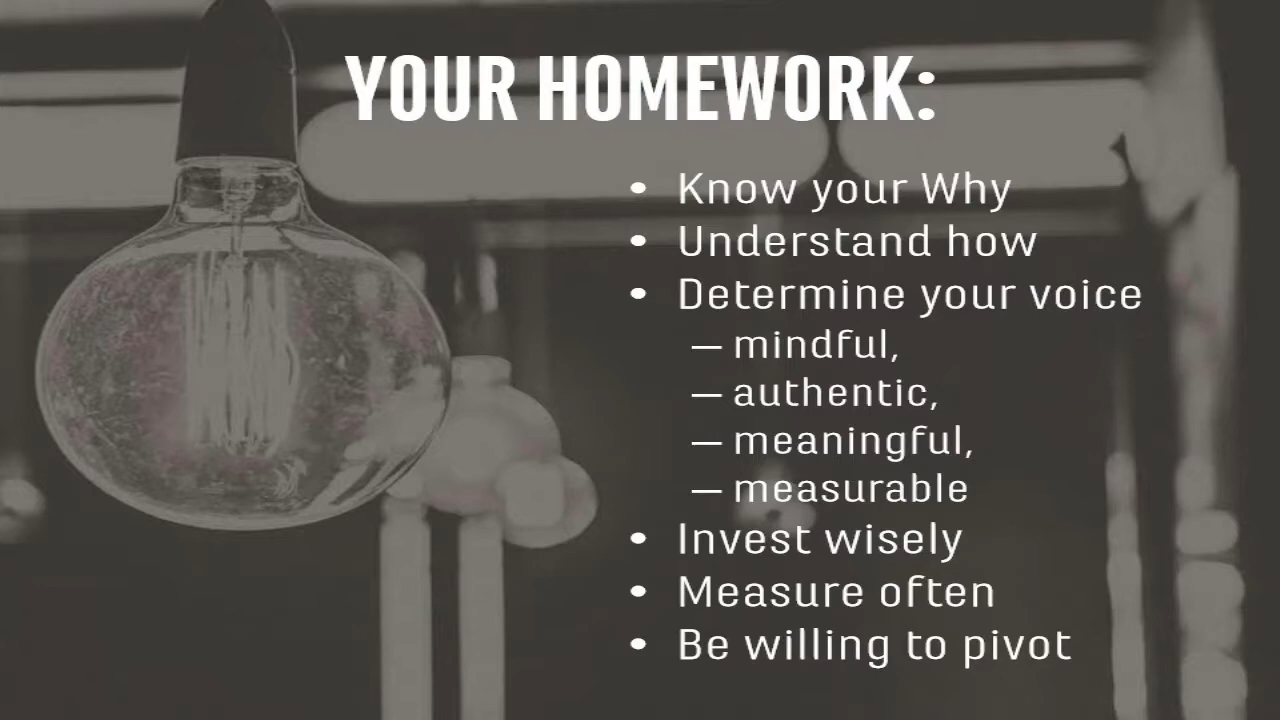 YOUR HOMEWORK:
• Know your Why
• Understand how
• Determine your voice
— mindful,
— authentic,
— meaningful,
— measurable
• Invest wisely
• Measure often
• Be willing to pivot